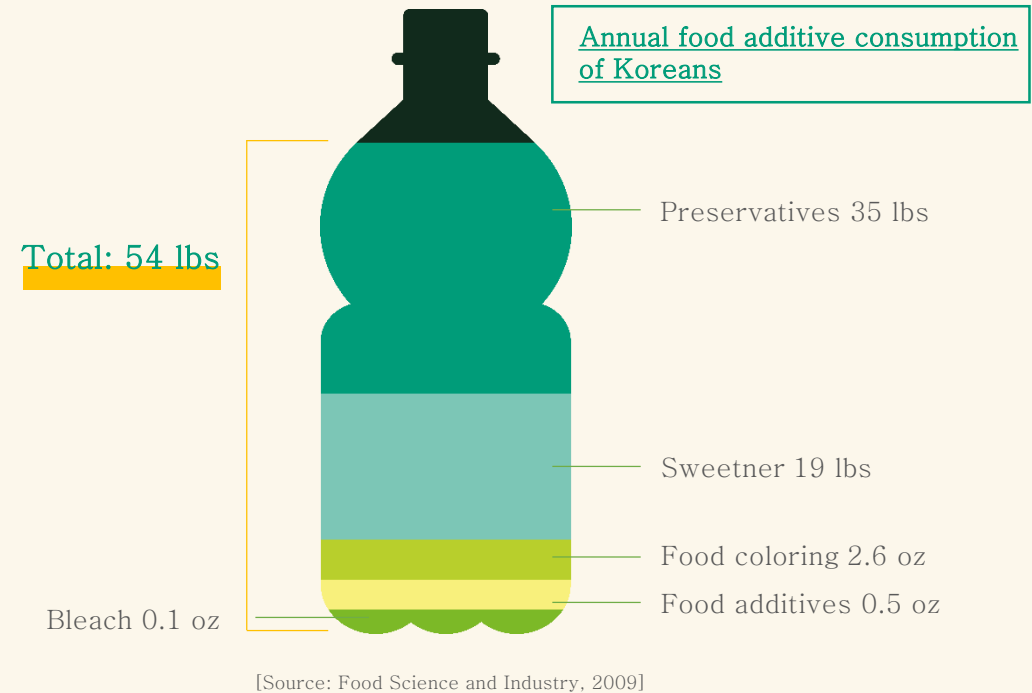 Annual food additive consumption
of Koreans
Preservatives 35 lbs
Total: 54 lbs
Sweetner 19 lbs
Food coloring 2.6 oz
Food additives 0.5 oz
Bleach 0.1 oz
[Source: Food Science and Industry, 2009]